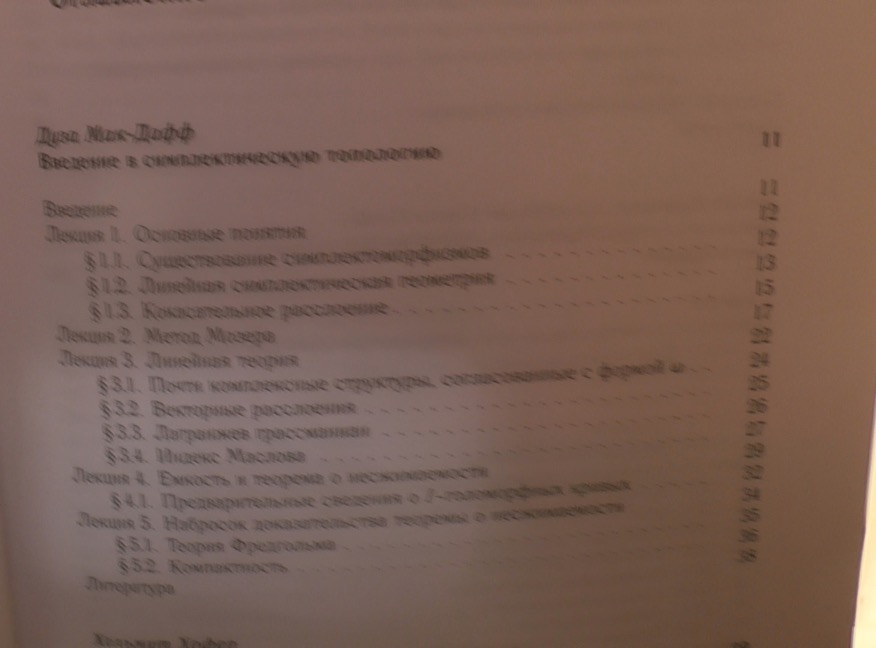 Дуза Мак-Дафф
Введение в симплектическую топологию 11
Введение 11
Лекция 1. Основные понятия 12
§1.1. Существование симплектоморфизмов 12
§1.2. Линейная симплектическая геометрия 13
§1.3. Кокасательное расслоение 15
Лекция 2. Метод Мозера 17
Лекция 3. Линейная теория 22
§3.1. Почти комплексные структуры, согласованные с формой ω 24
§3.2. Векторные расслоения 25
§3.3. Лагранжев грассманиан 26
§3.4. Индекс Маслова 27
Лекция 4. Емкость и теорема о несжимаемости 29
§4.1. Предварительные сведения о J-голоморфных кривых 32
Лекция 5. Набросок доказательства теоремы о несжимаемости 34
§5.1. Теория Фредгольма 35
§5.2. Компактность 36
Литература 38
Хельмут Хофер